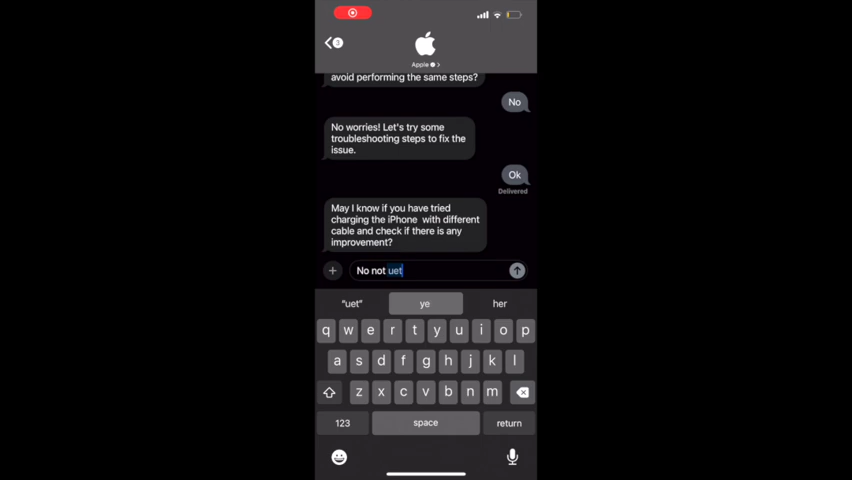 3
Apple
avoid performing the same steps?
No
No worries! Let's try some
troubleshooting steps to fix the
issue.
Ok
Delivered
May I know if you have tried
charging the iPhone  with different
cable and check if there is any
improvement?
No not uet
"uet" ye her
q w e r t y u i o p
a s d f g h j k l
z x c v b n m
123 space return